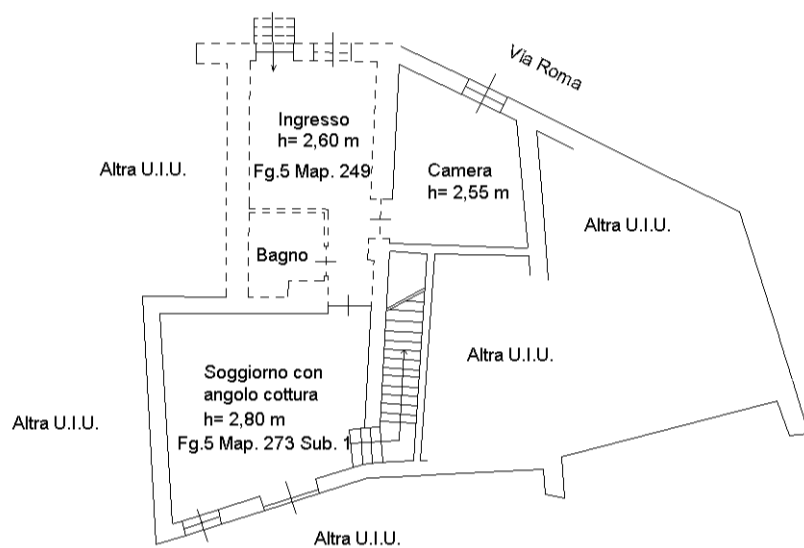 Via Roma
Ingresso
h= 2,60 m
Fg.5 Map. 249
Altra U.I.U.
Camera
h= 2,55 m
Altra U.I.U.
Bagno
Altra U.I.U.
Soggiorno con
angolo cottura
h= 2,80 m
Fg.5 Map. 273 Sub. 1
Altra U.I.U.
Altra U.I.U.